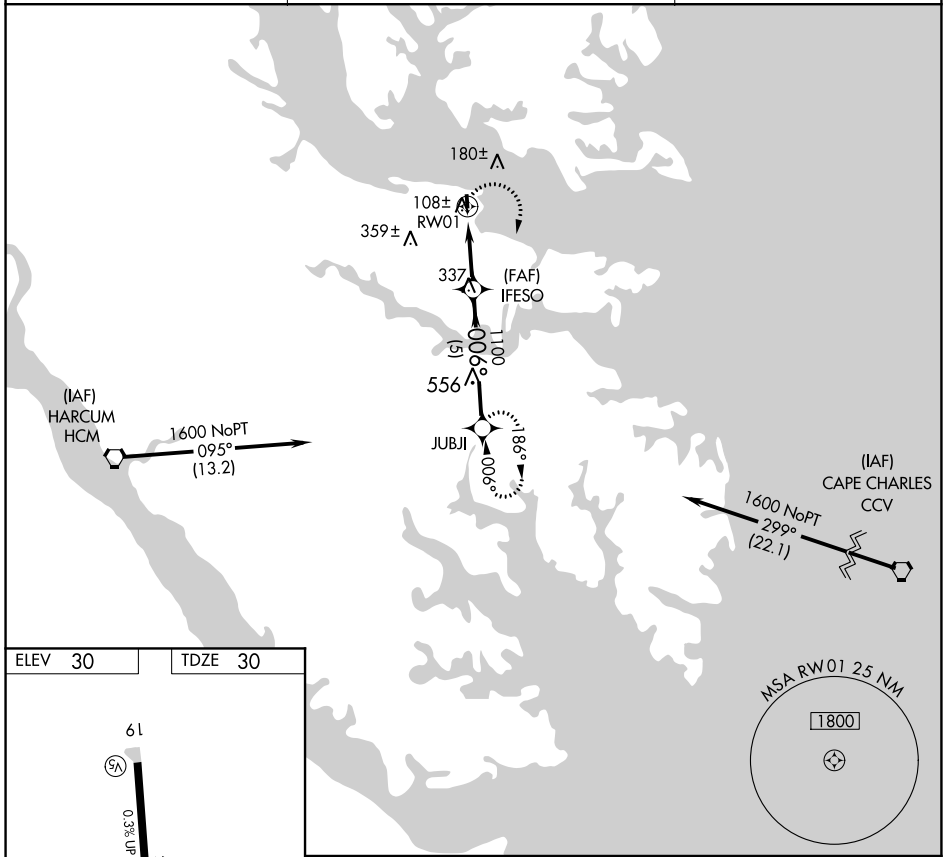 180±
108±
RW01
359±
337
(FAF)
IFESO
1100
006°
(5)
556
(IAF)
HARCUM
HCM
1600 NoPT
095°
(13.2)
JUBJI
186°
006°
(IAF)
CAPE CHARLES
CCV
1600 NoPT
299°
(22.1)
ELEV 30
TDZE 30
MSA RW01 25 NM
1800
19
V5
0.3% UP